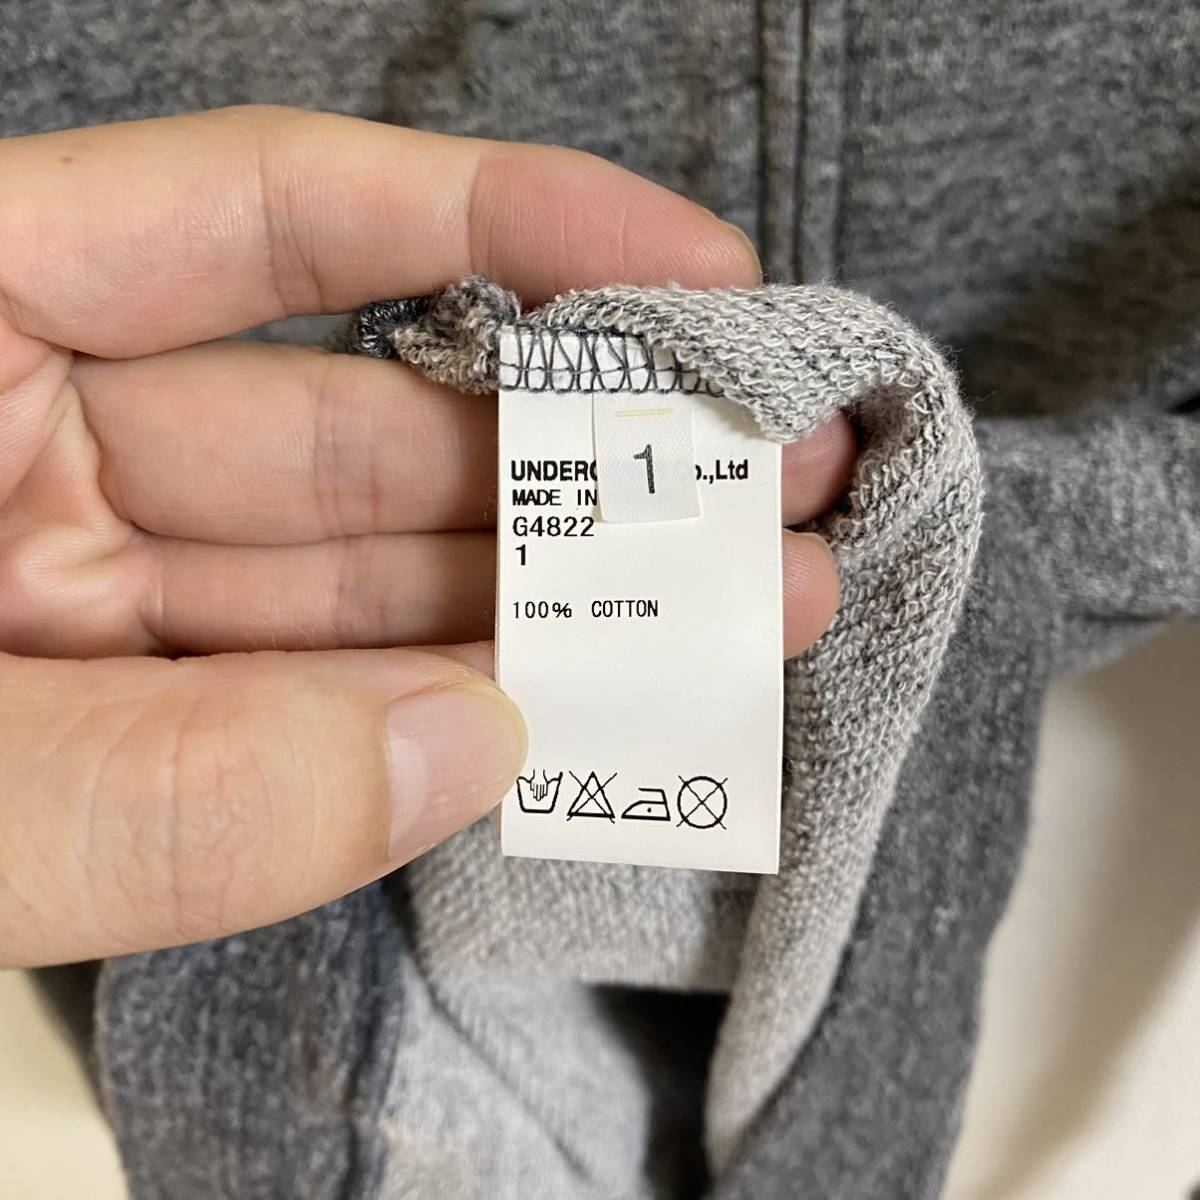 1
UNDERC o.,Ltd
MADE IN
G4822
1
100% COTTON